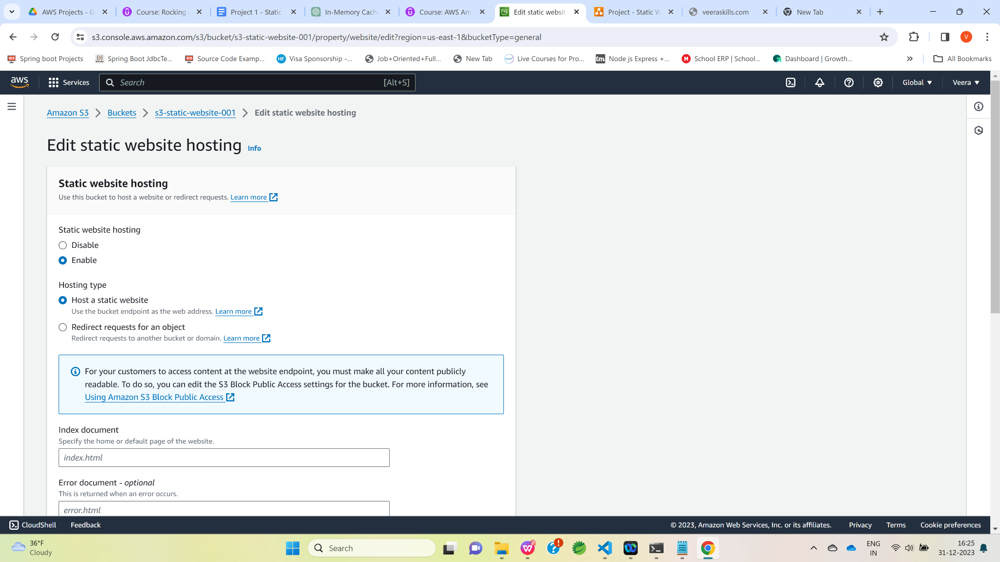 AWS Projects - G
Course: Rocking
Project 1 - Static
In-Memory Cach
Course: AWS Am
Edit static websit
Project - Static W
veeraskills.com
New Tab
s3.console.aws.amazon.com/s3/bucket/s3-static-website-001/property/website/edit?region=us-east-1&bucketType=general
V
Spring boot Projects
Spring Boot JdbcTe...
Source Code Examp...
Visa Sponsorship -...
Job+Oriented+Full...
New Tab
Live Courses for Pro...
Node js Express +...
School ERP | School...
Dashboard | Growth...
All Bookmarks
aws
Services
Search
[Alt+S]
Global
Veera
Amazon S3
Buckets
s3-static-website-001
Edit static website hosting
Edit static website hosting
Info
Static website hosting
Use this bucket to host a website or redirect requests. Learn more
Static website hosting
Disable
Enable
Hosting type
Host a static website
Use the bucket endpoint as the web address. Learn more
Redirect requests for an object
Redirect requests to another bucket or domain. Learn more
For your customers to access content at the website endpoint, you must make all your content publicly
readable. To do so, you can edit the S3 Block Public Access settings for the bucket. For more information, see
Using Amazon S3 Block Public Access
Index document
Specify the home or default page of the website.
index.html
Error document - optional
This is returned when an error occurs.
error.html
CloudShell
Feedback
© 2023, Amazon Web Services, Inc. or its affiliates.
Privacy
Terms
Cookie preferences
36°F
Cloudy
Search
ENG
IN
16:25
31-12-2023